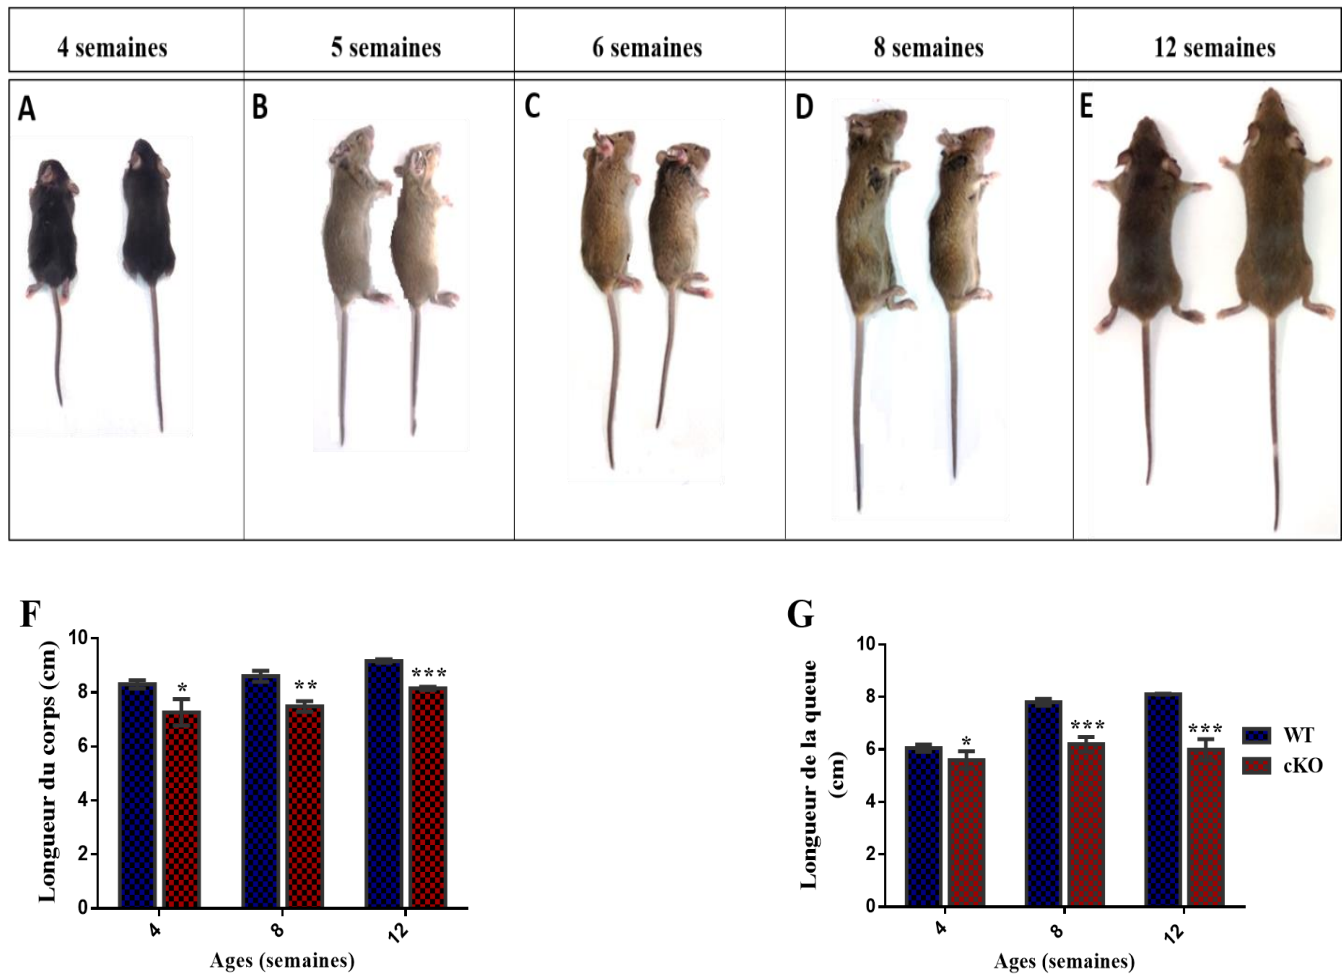 4 semaines 5 semaines 6 semaines 8 semaines 12 semaines
A B C D E
F
Longueur du corps (cm)
10
8
6
4
2
0
* ** ***
4 8 12
Ages (semaines)
G
Longueur de la queue
(cm)
10
8
6
4
2
0
* *** ***
4 8 12
Ages (semaines)
WT
cKO